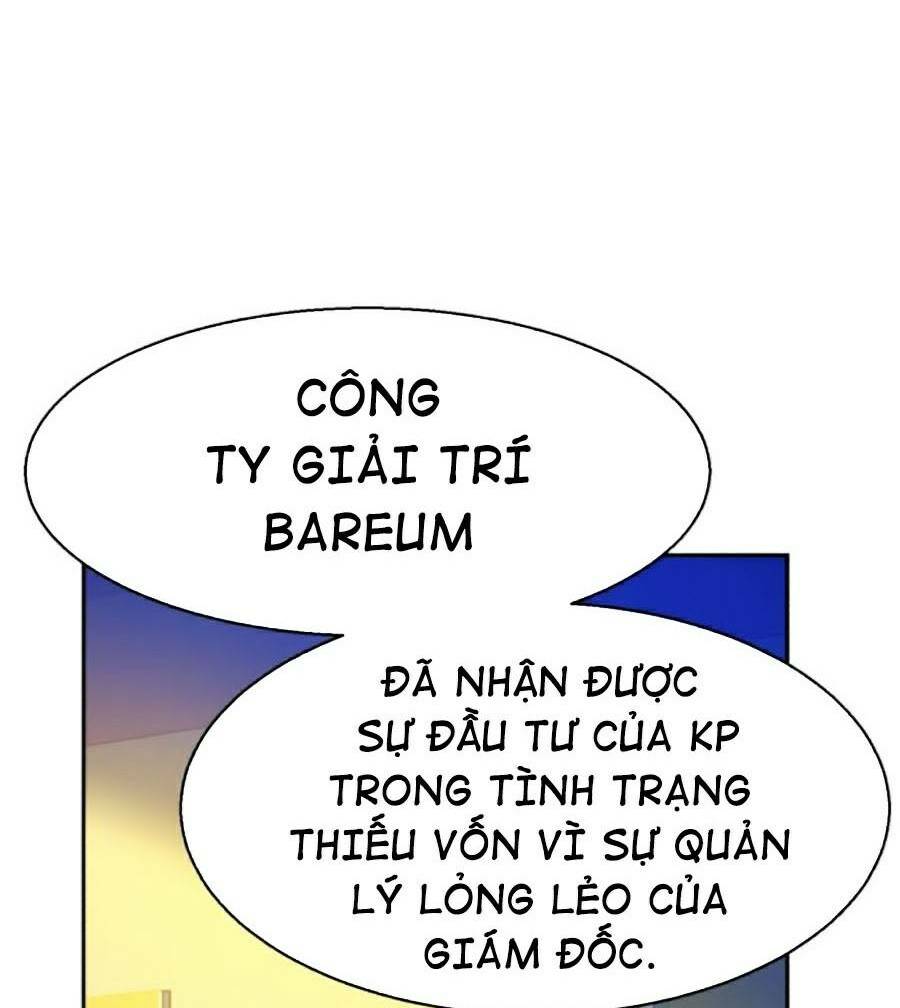 CÔNG
TY GIẢI TRÍ
BAREUM
ĐÃ NHẬN ĐƯỢC
SỰ ĐẦU TƯ CỦA KP
TRONG TÌNH TRẠNG
THIẾU VỐN VÌ SỰ QUẢN
LÝ LỎNG LẺO CỦA
GIÁM ĐỐC.